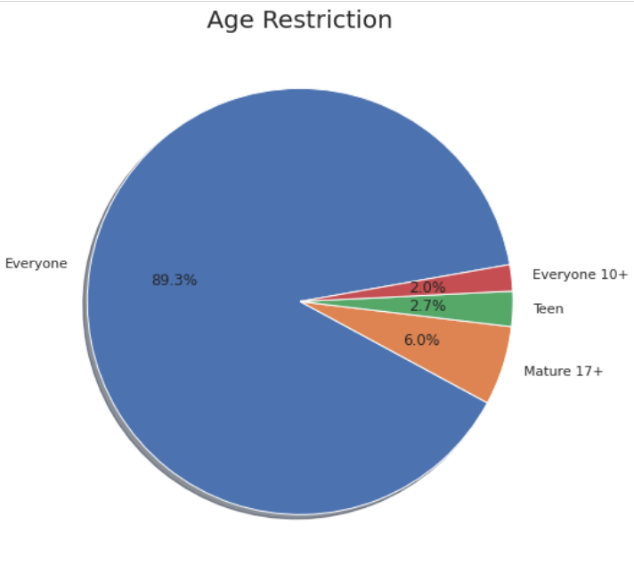 Age Restriction
Everyone
89.3%
2.0%
Everyone 10+
2.7%
Teen
6.0%
Mature 17+